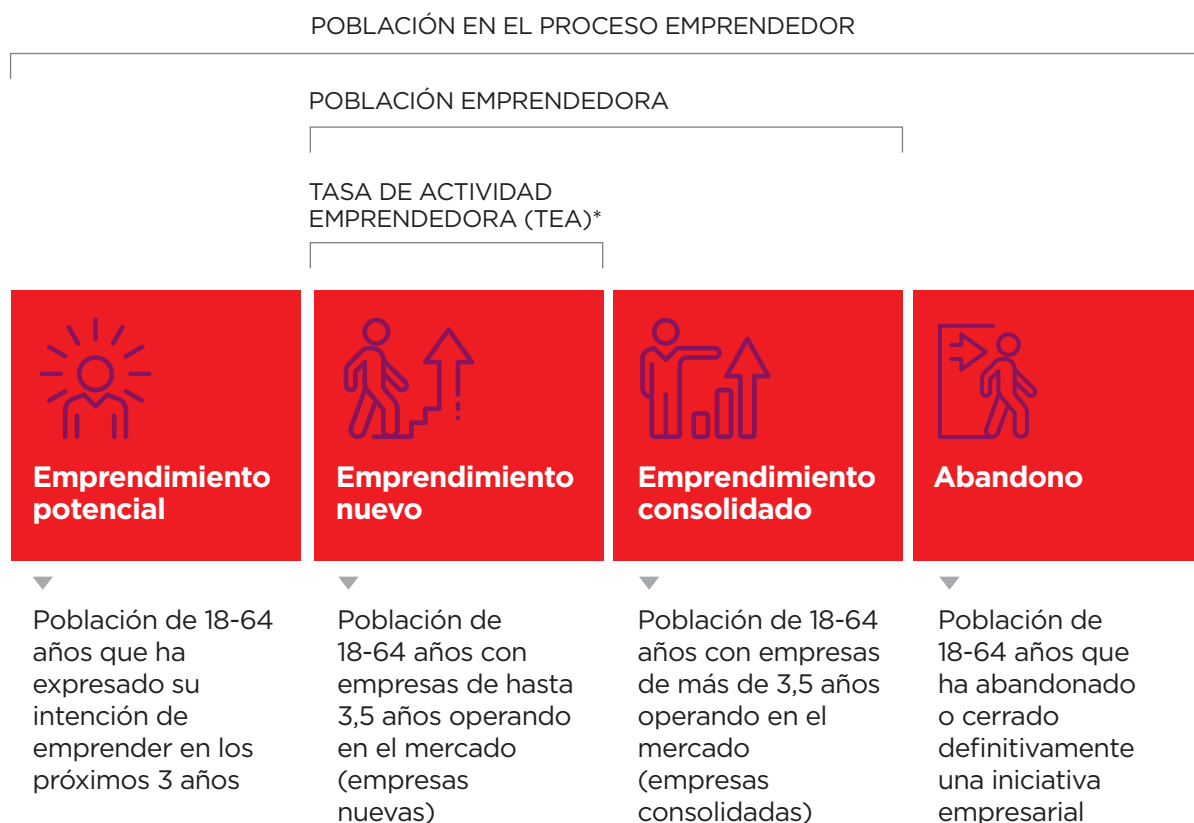 POBLACIÓN EN EL PROCESO EMPRENDEDOR
POBLACIÓN EMPRENDEDORA
TASA DE ACTIVIDAD
EMPRENDEDORA (TEA)*
Emprendimiento
potencial
Población de 18-64
años que ha
expresado su
intención de
emprender en los
próximos 3 años
Emprendimiento
nuevo
Población de
18-64 años con
empresas de hasta
3,5 años operando
en el mercado
(empresas
nuevas)
Emprendimiento
consolidado
Población de 18-64
años con empresas
de más de 3,5 años
operando en el
mercado
(empresas
consolidadas)
Abandono
Población de
18-64 años que
ha abandonado
o cerrado
definitivamente
una iniciativa
empresarial